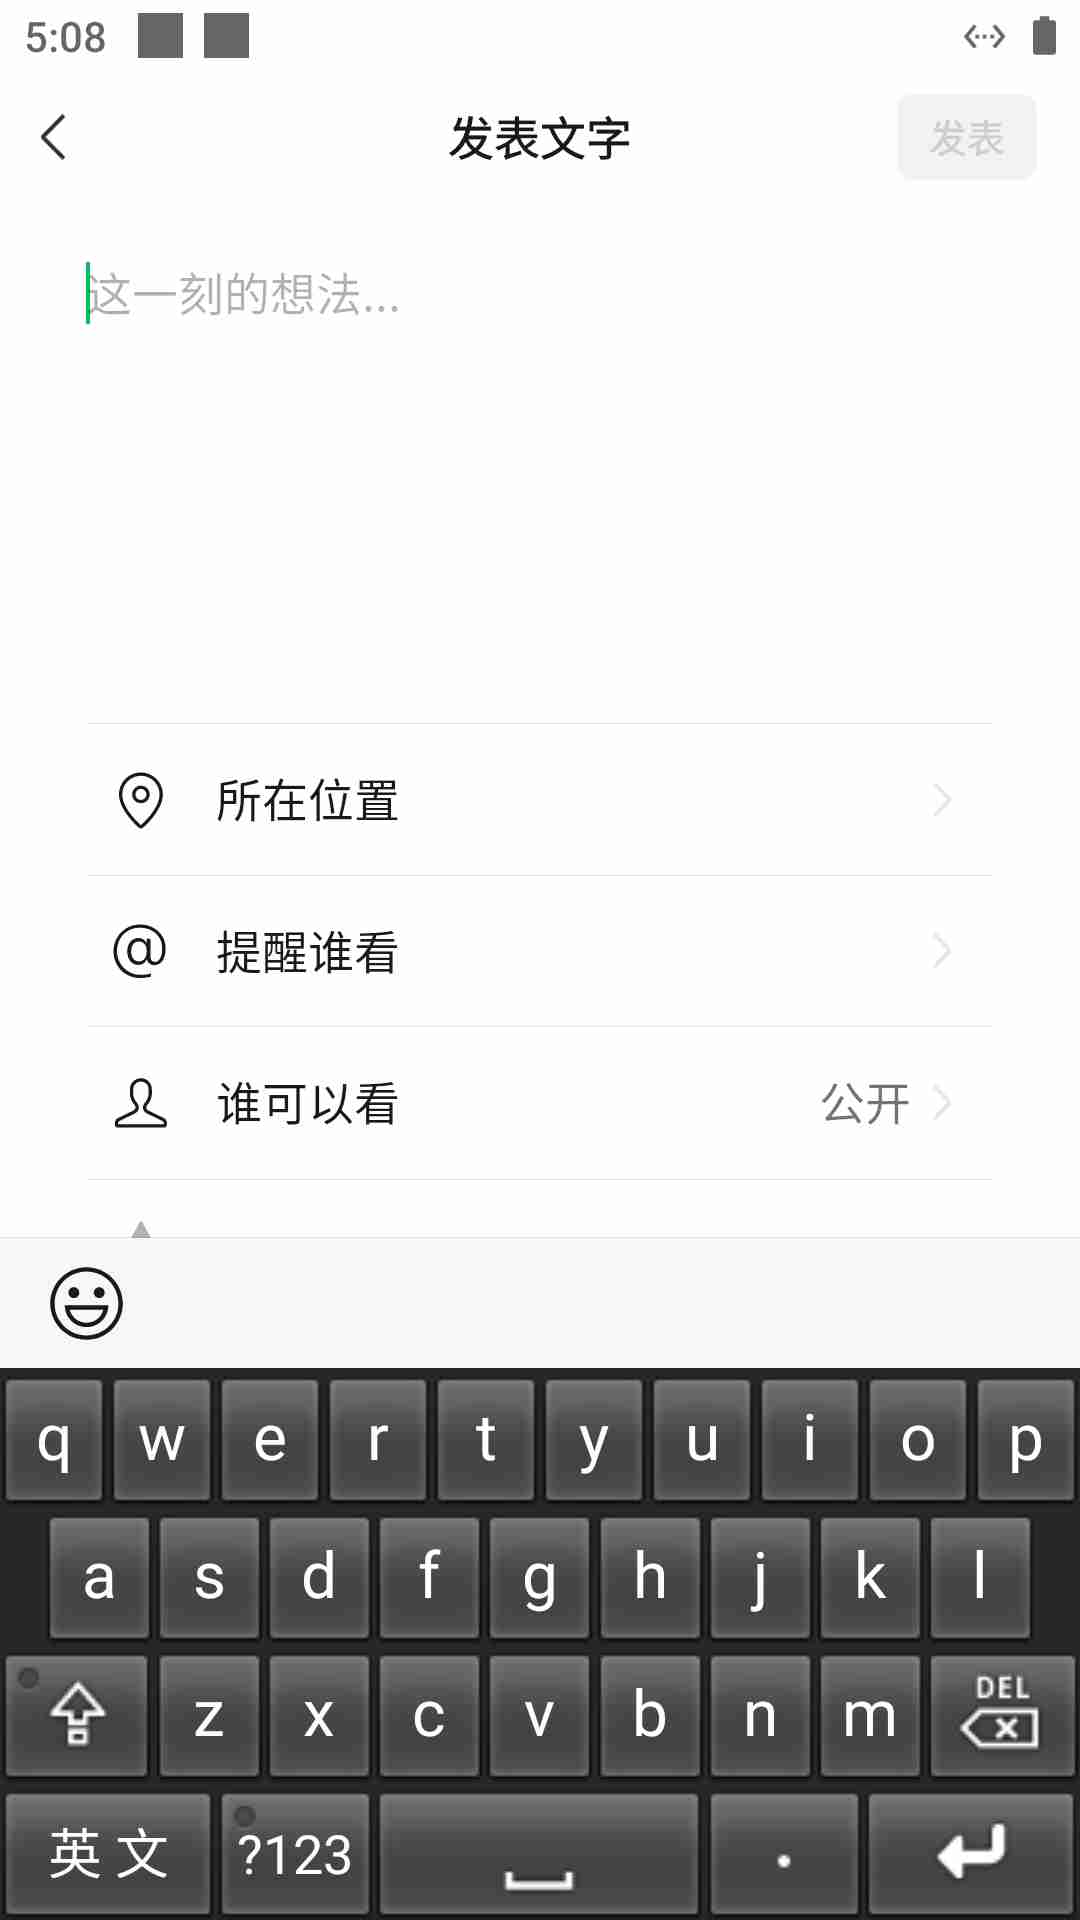 5:08
发表文字
发表
这一刻的想法...
所在位置
提醒谁看
谁可以看 公开
q w e r t y u i o p
a s d f g h j k l
z x c v b n m DEL
英文 ?123 .